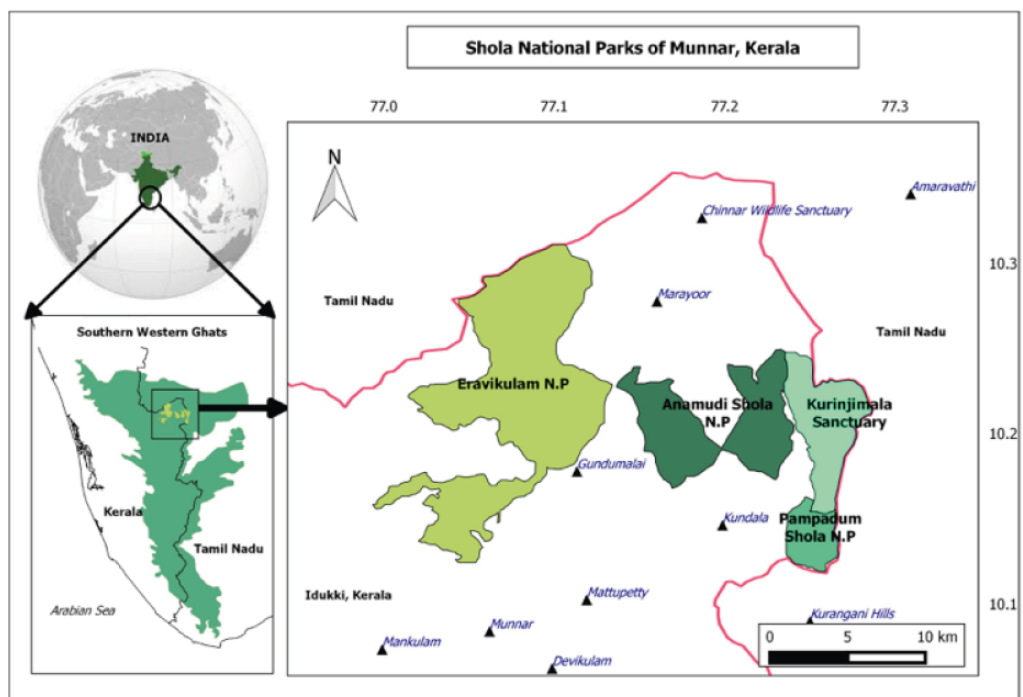 Shola National Parks of Munnar, Kerala
77.0 77.1 77.2 77.3
INDIA
N
Amaravathi
Chinnar Wildlife Sanctuary
10.3
Marayoor
Tamil Nadu
Tamil Nadu
Southern Western Ghats
Eravikulam N.P
Anamudi Shola
N.P
Kurinjimala
Sanctuary
10.2
Gundumalai
Kundala
Pampadum
Shola N.P
Kerala
Tamil Nadu
Arabian Sea
Idukki, Kerala
Mattupetty
10.1
Munnar
Kurangani Hills
Mankulam
Devikulam
0 5 10 km